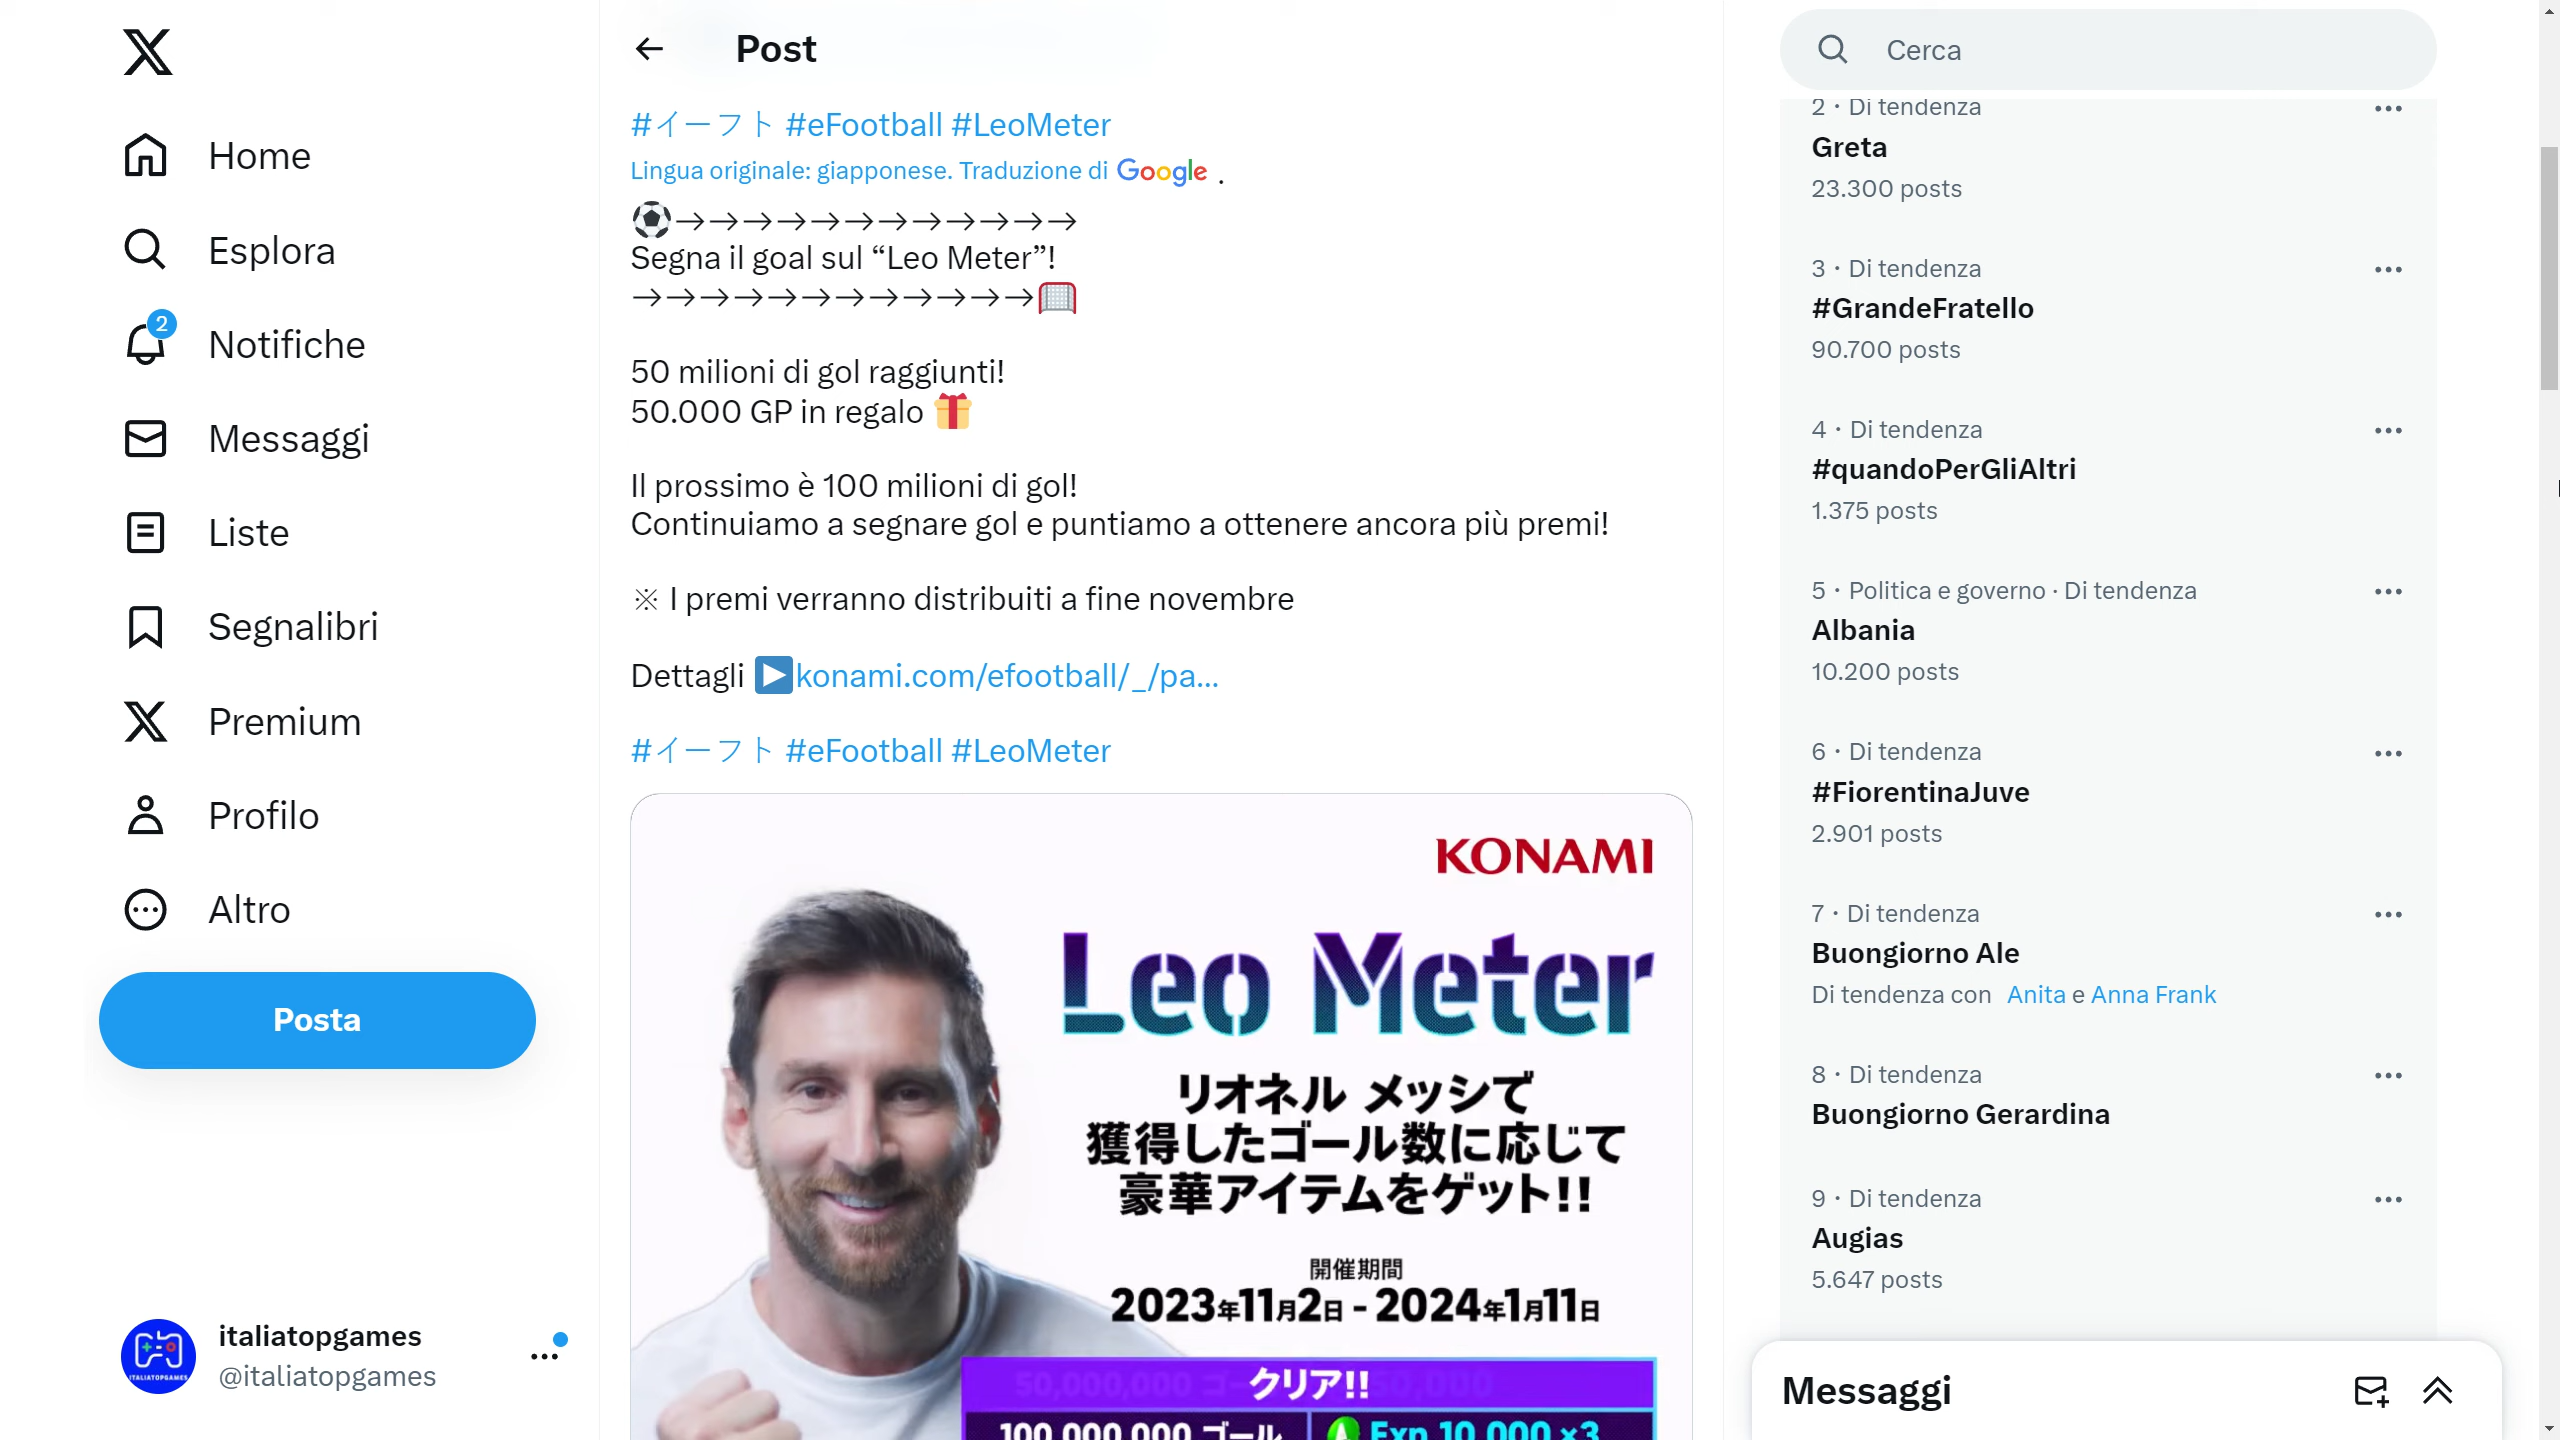 Home
Esplora
2
Notifiche
Messaggi
Liste
Segnalibri
Premium
Profilo
Altro
Posta
italiatopgames
@italiatopgames
Post
#イーフト #eFootball #LeoMeter
Lingua originale: giapponese. Traduzione di Google .
⚽→→→→→→→→→→→→
Segna il goal sul “Leo Meter”!
→→→→→→→→→→→→🥅
50 milioni di gol raggiunti!
50.000 GP in regalo 🎁
Il prossimo è 100 milioni di gol!
Continuiamo a segnare gol e puntiamo a ottenere ancora più premi!
※ I premi verranno distribuiti a fine novembre
Dettagli ▶konami.com/efootball/_/pa...
#イーフト #eFootball #LeoMeter
KONAMI
Leo Meter
リオネル メッシで
獲得したゴール数に応じて
豪華アイテムをゲット!!
開催期間
2023年11月2日 - 2024年1月11日
クリア!!
100,000,000 ゴール
Exp 10,000 ×3
Cerca
2 · Di tendenza
Greta
23.300 posts
3 · Di tendenza
#GrandeFratello
90.700 posts
4 · Di tendenza
#quandoPerGliAltri
1.375 posts
5 · Politica e governo · Di tendenza
Albania
10.200 posts
6 · Di tendenza
#FiorentinaJuve
2.901 posts
7 · Di tendenza
Buongiorno Ale
Di tendenza con Anita e Anna Frank
8 · Di tendenza
Buongiorno Gerardina
9 · Di tendenza
Augias
5.647 posts
Messaggi